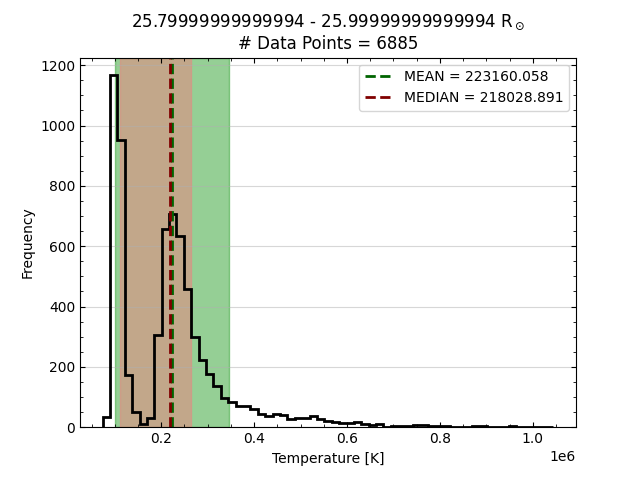 25.79999999999994 - 25.99999999999994 R⊙
# Data Points = 6885
1200
1000
800
600
400
200
0
Frequency
MEAN = 223160.058
MEDIAN = 218028.891
0.2
0.4
0.6
0.8
1.0
Temperature [K]
1e6